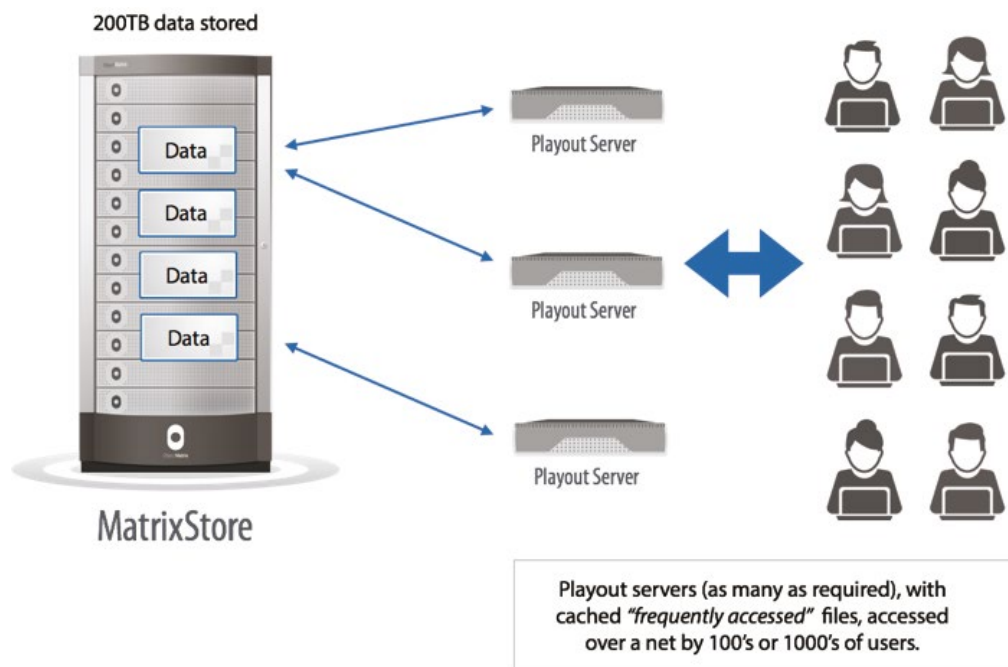 200TB data stored
Data
Data
Data
Data
MatrixStore
Playout Server
Playout Server
Playout Server
Playout servers (as many as required), with
cached "frequently accessed" files, accessed
over a net by 100's or 1000's of users.